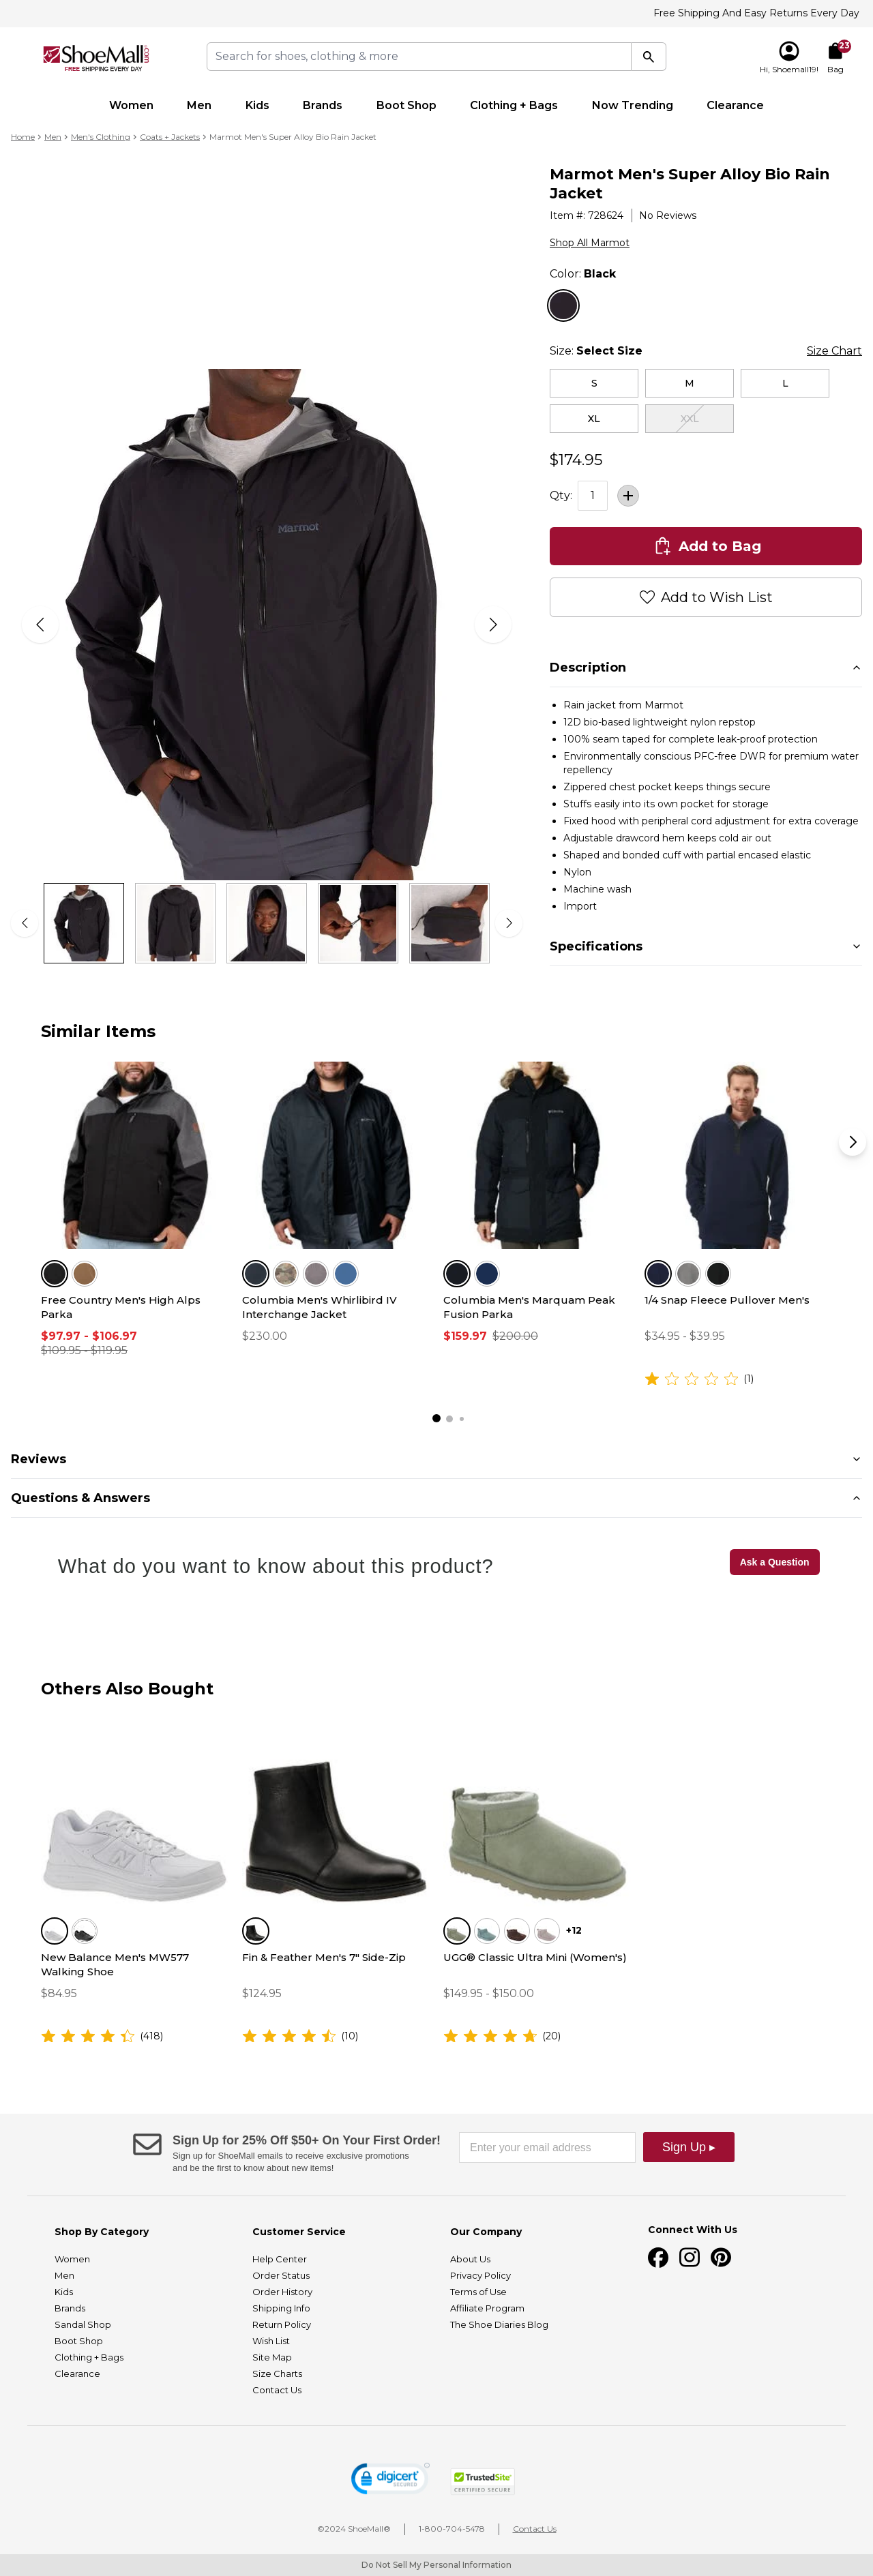 Free Shipping And Easy Returns Every Day
ShoeMall.com
FREE SHIPPING EVERY DAY
Search for shoes, clothing & more
23
Hi, Shoemall19!
Bag
Women Men Kids Brands Boot Shop Clothing + Bags Now Trending Clearance
Home > Men > Men's Clothing > Coats + Jackets > Marmot Men's Super Alloy Bio Rain Jacket
Marmot Men's Super Alloy Bio Rain
Jacket
Item #: 728624 No Reviews
Shop All Marmot
Color: Black
Size: Select Size Size Chart
S M L
XL XXL
$174.95
Qty: 1 +
Add to Bag
Add to Wish List
Marmot
Description
Rain jacket from Marmot
12D bio-based lightweight nylon repstop
100% seam taped for complete leak-proof protection
Environmentally conscious PFC-free DWR for premium water
repellency
Zippered chest pocket keeps things secure
Stuffs easily into its own pocket for storage
Fixed hood with peripheral cord adjustment for extra coverage
Adjustable drawcord hem keeps cold air out
Shaped and bonded cuff with partial encased elastic
Nylon
Machine wash
Import
Specifications
Similar Items
Free Country Men's High Alps
Parka
$97.97 - $106.97
$109.95 - $119.95
Columbia Men's Whirlibird IV
Interchange Jacket
$230.00
Columbia Men's Marquam Peak
Fusion Parka
$159.97 $200.00
1/4 Snap Fleece Pullover Men's
$34.95 - $39.95
(1)
Reviews
Questions & Answers
What do you want to know about this product?
Ask a Question
Others Also Bought
New Balance Men's MW577
Walking Shoe
$84.95
(418)
Fin & Feather Men's 7" Side-Zip
$124.95
(10)
+12
UGG® Classic Ultra Mini (Women's)
$149.95 - $150.00
(20)
Sign Up for 25% Off $50+ On Your First Order!
Sign up for ShoeMall emails to receive exclusive promotions
and be the first to know about new items!
Enter your email address
Sign Up ▸
Shop By Category
Women
Men
Kids
Brands
Sandal Shop
Boot Shop
Clothing + Bags
Clearance
Customer Service
Help Center
Order Status
Order History
Shipping Info
Return Policy
Wish List
Site Map
Size Charts
Contact Us
Our Company
About Us
Privacy Policy
Terms of Use
Affiliate Program
The Shoe Diaries Blog
Connect With Us
digicert
SECURED
TrustedSite
CERTIFIED SECURE
©2024 ShoeMall® 1-800-704-5478 Contact Us
Do Not Sell My Personal Information